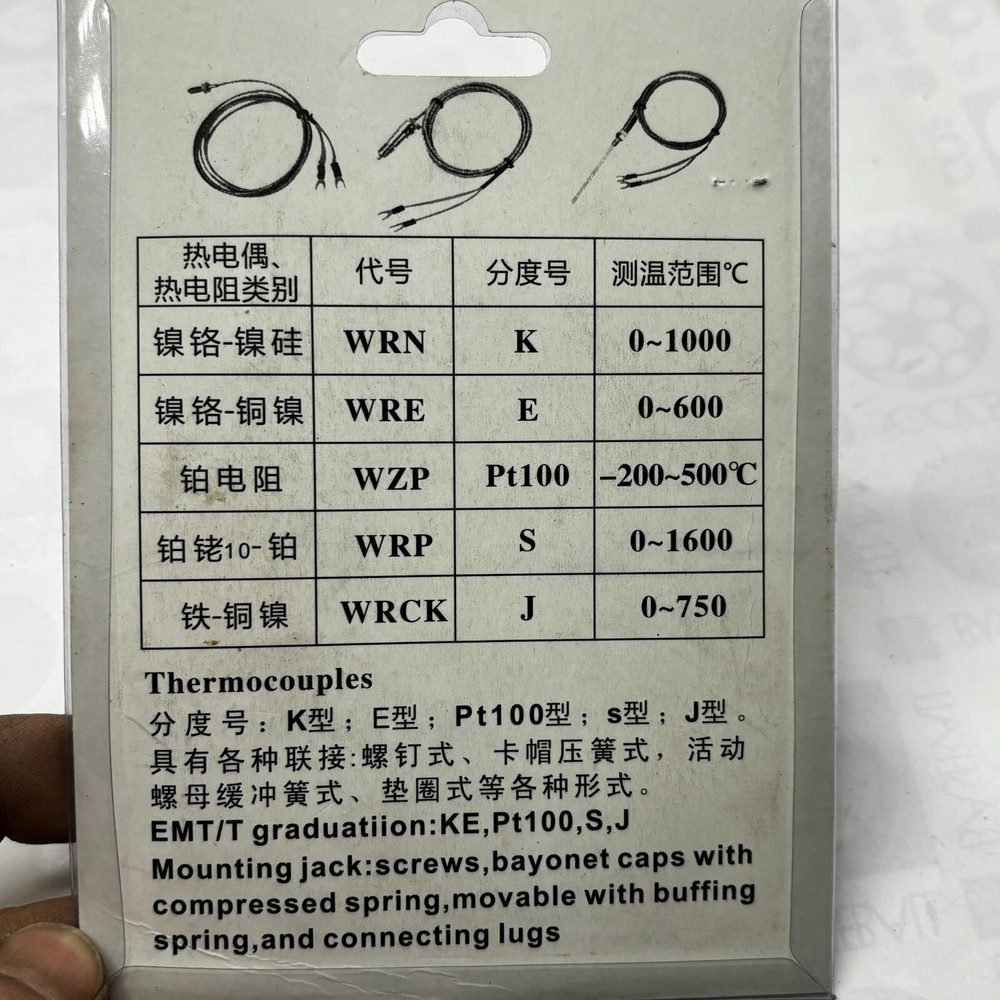 热电偶、
热电阻类别 代号 分度号 测温范围℃
镍铬-镍硅 WRN K 0~1000
镍铬-铜镍 WRE E 0~600
铂电阻 WZP Pt100 -200~500℃
铂铑10-铂 WRP S 0~1600
铁-铜镍 WRCK J 0~750
Thermocouples
分度号：K型；E型；Pt100型；s型；J型。
具有各种联接:螺钉式、卡帽压簧式，活动
螺母缓冲簧式、垫圈式等各种形式。
EMT/T graduatiion:KE,Pt100,S,J
Mounting jack:screws,bayonet caps with
compressed spring,movable with buffing
spring,and connecting lugs